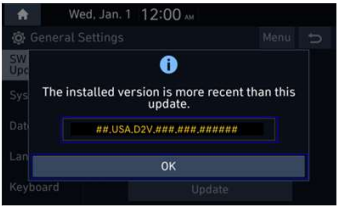 Wed, Jan. 1 12:00 AM
General Settings
Menu
SW
Upd
i
The installed version is more recent than this
update.
Sys
##.USA.D2V.###.###.######
Dat
Lan
OK
Keyboard
Update